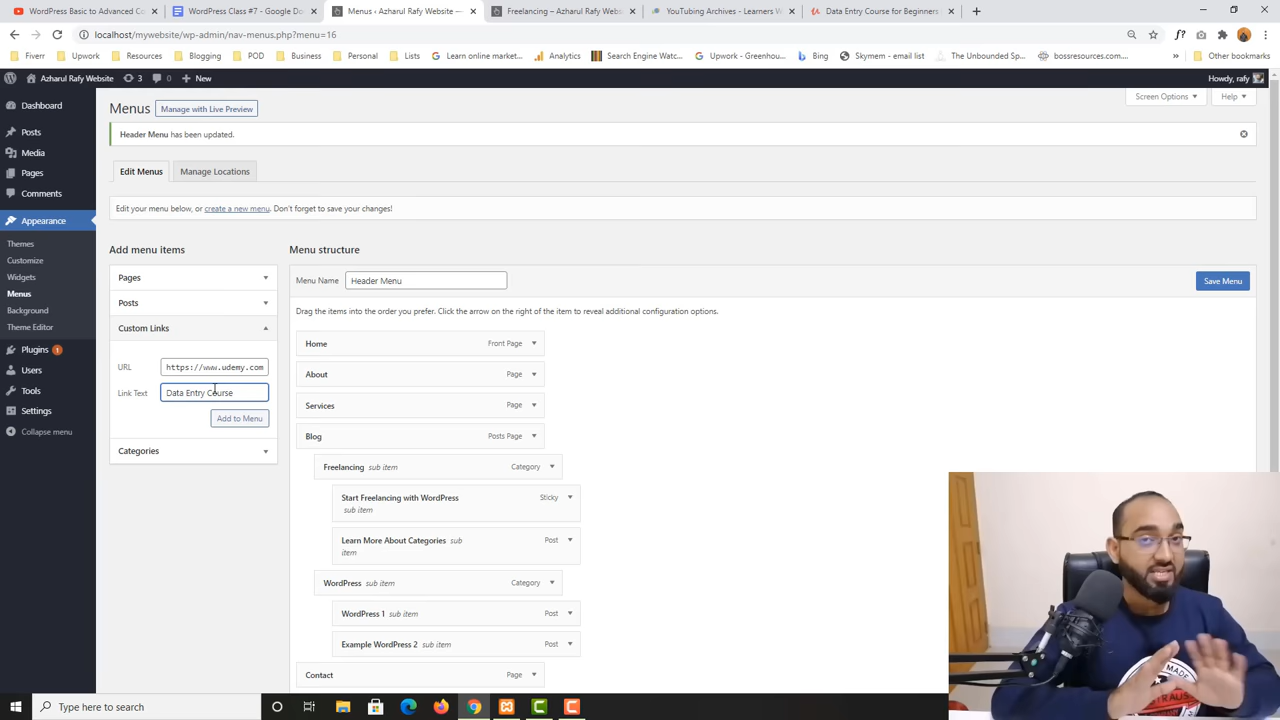 WordPress Basic to Advanced Co
WordPress Class #7 - Google Doc
Menus ‹ Azharul Rafy Website —
Freelancing – Azharul Rafy Websit
YouTubing Archives - Learners W
Data Entry Course for Beginners
localhost/mywebsite/wp-admin/nav-menus.php?menu=16
Fiverr
Upwork
DOP
Business
Personal
Lists
Learn online market...
Analytics
Search Engine Watc...
Upwork - Greenhou...
Bing
Skymem - email list
The Unbounded Sp...
bossresources.com...
»
Other bookmarks
Azharul Rafy Website
3
0
New
Howdy, rafy
Dashboard
Posts
Media
Pages
Comments
Appearance
Themes
Customize
Widgets
Menus
Background
Theme Editor
Plugins 1
Users
Tools
Settings
Collapse menu
Screen Options
Help
Menus
Manage with Live Preview
Header Menu has been updated.
Edit Menus
Manage Locations
Edit your menu below, or create a new menu. Don't forget to save your changes!
Add menu items
Pages
Posts
Custom Links
URL
https://www.udemy.com
Link Text
Data Entry Course
Add to Menu
Categories
Menu structure
Menu Name
Header Menu
Save Menu
Drag the items into the order you prefer. Click the arrow on the right of the item to reveal additional configuration options.
Home
Front Page
About
Page
Services
Page
Blog
Posts Page
Freelancing sub item
Category
Start Freelancing with WordPress
sub item
Sticky
Learn More About Categories sub
item
Post
WordPress sub item
Category
WordPress 1 sub item
Post
Example WordPress 2 sub item
Post
Contact
Page
Type here to search
MADE